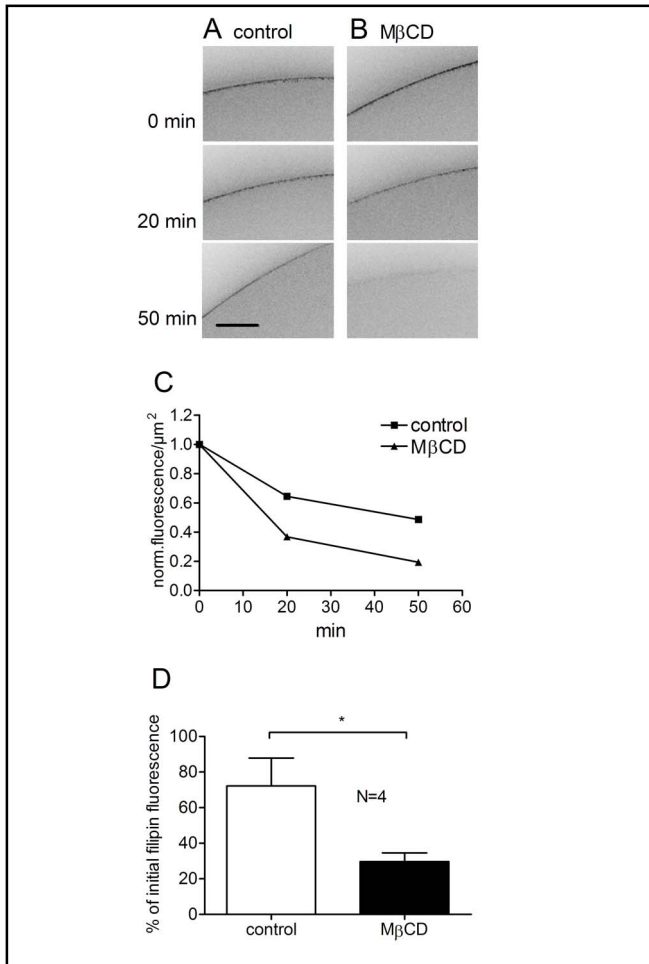 A control
B MβCD
0 min
20 min
50 min
C
norm.fluorescence/µm²
1.2
1.0
0.8
0.6
0.4
0.2
0.0
0 10 20 30 40 50 60
min
control
MβCD
D
% of initial filipin fluorescence
100
80
60
40
20
0
*
N=4
control MβCD